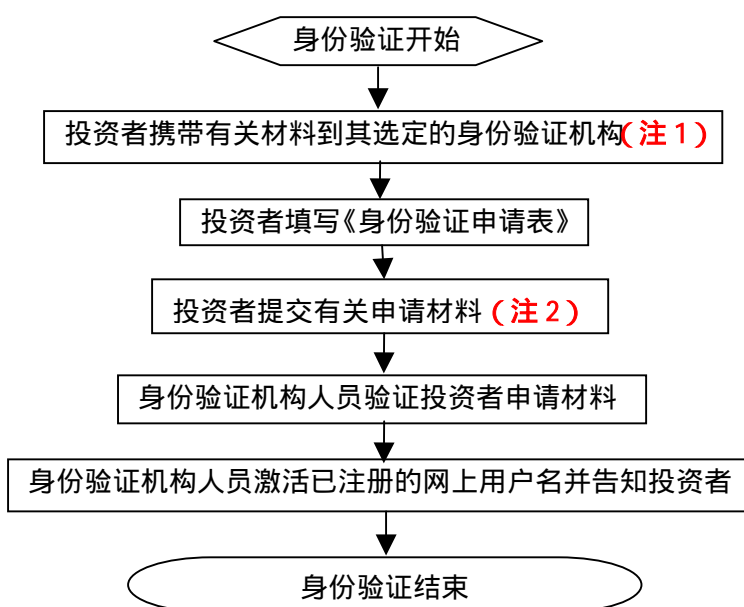 身份验证开始
投资者携带有关材料到其选定的身份验证机构(注1)
投资者填写《身份验证申请表》
投资者提交有关申请材料(注2)
身份验证机构人员验证投资者申请材料
身份验证机构人员激活已注册的网上用户名并告知投资者
身份验证结束